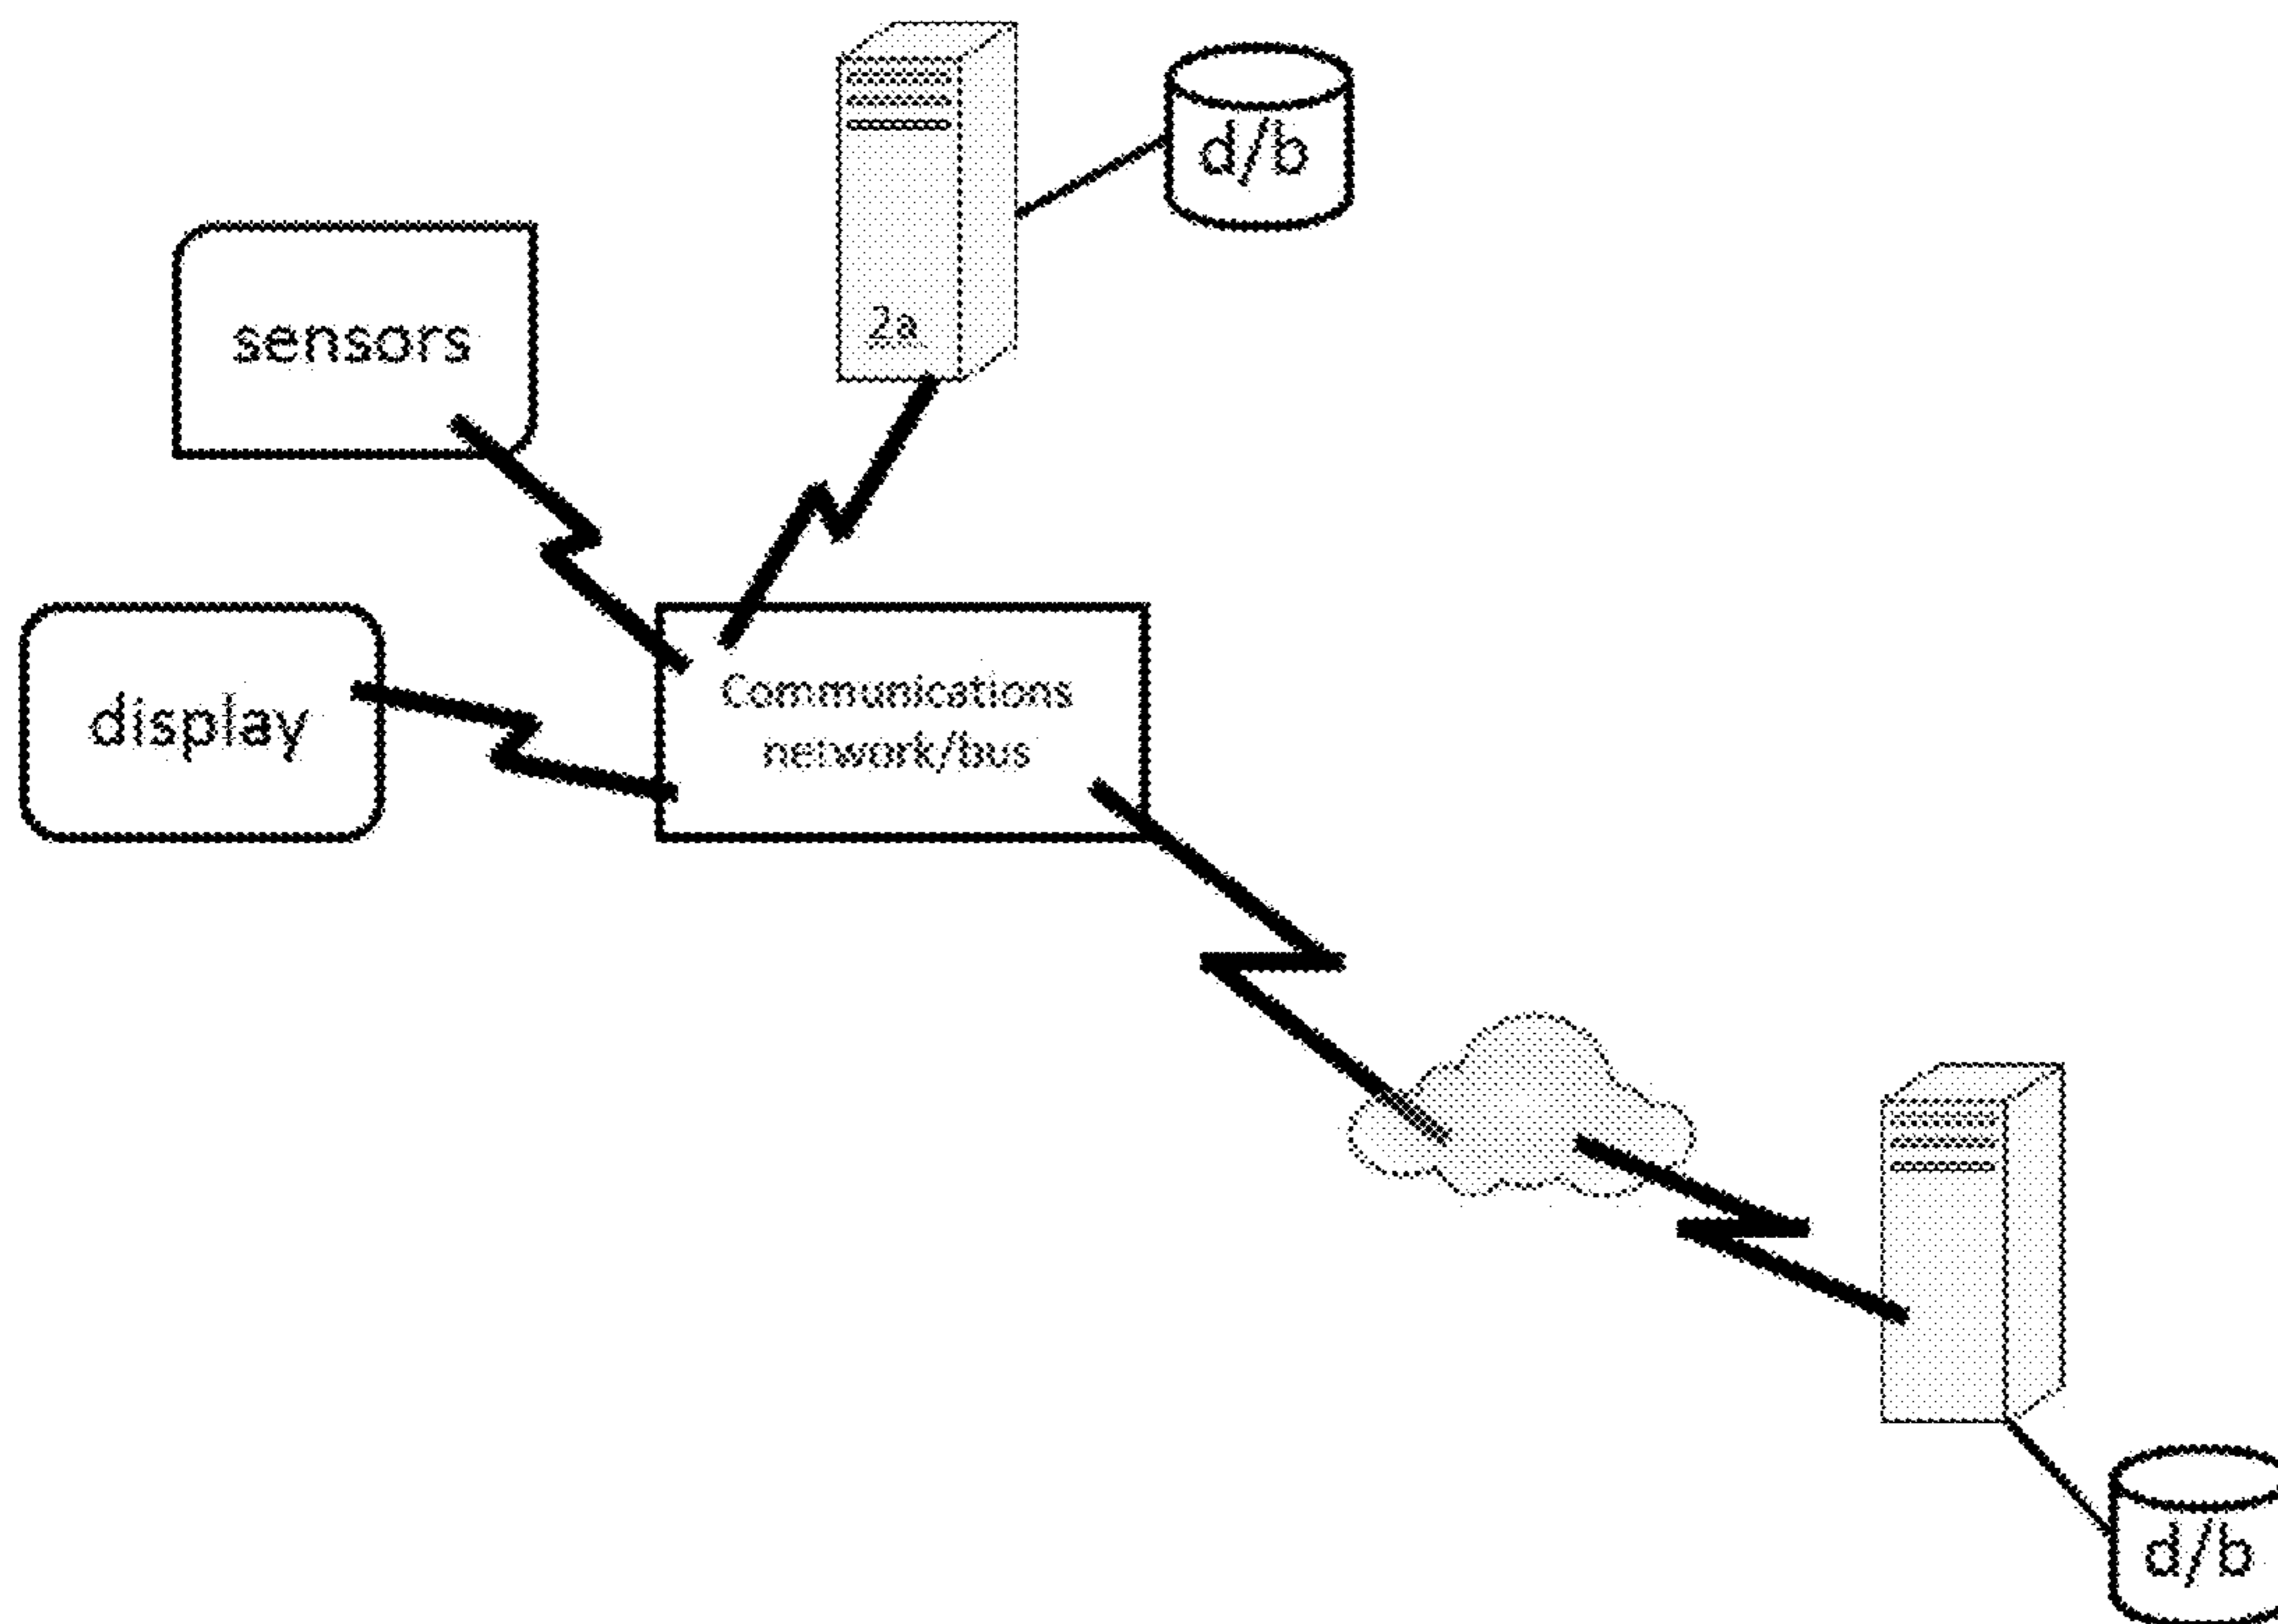 d/b
2a
sensors
display
Communications
network/bus
d/b